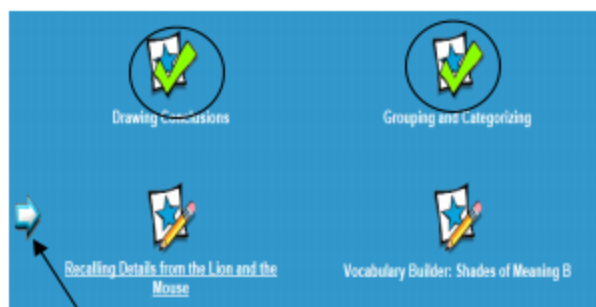 Drawing Conclusions
Grouping and Categorizing
Recalling Details from the Lion and the
Mouse
Vocabulary Builder: Shades of Meaning B